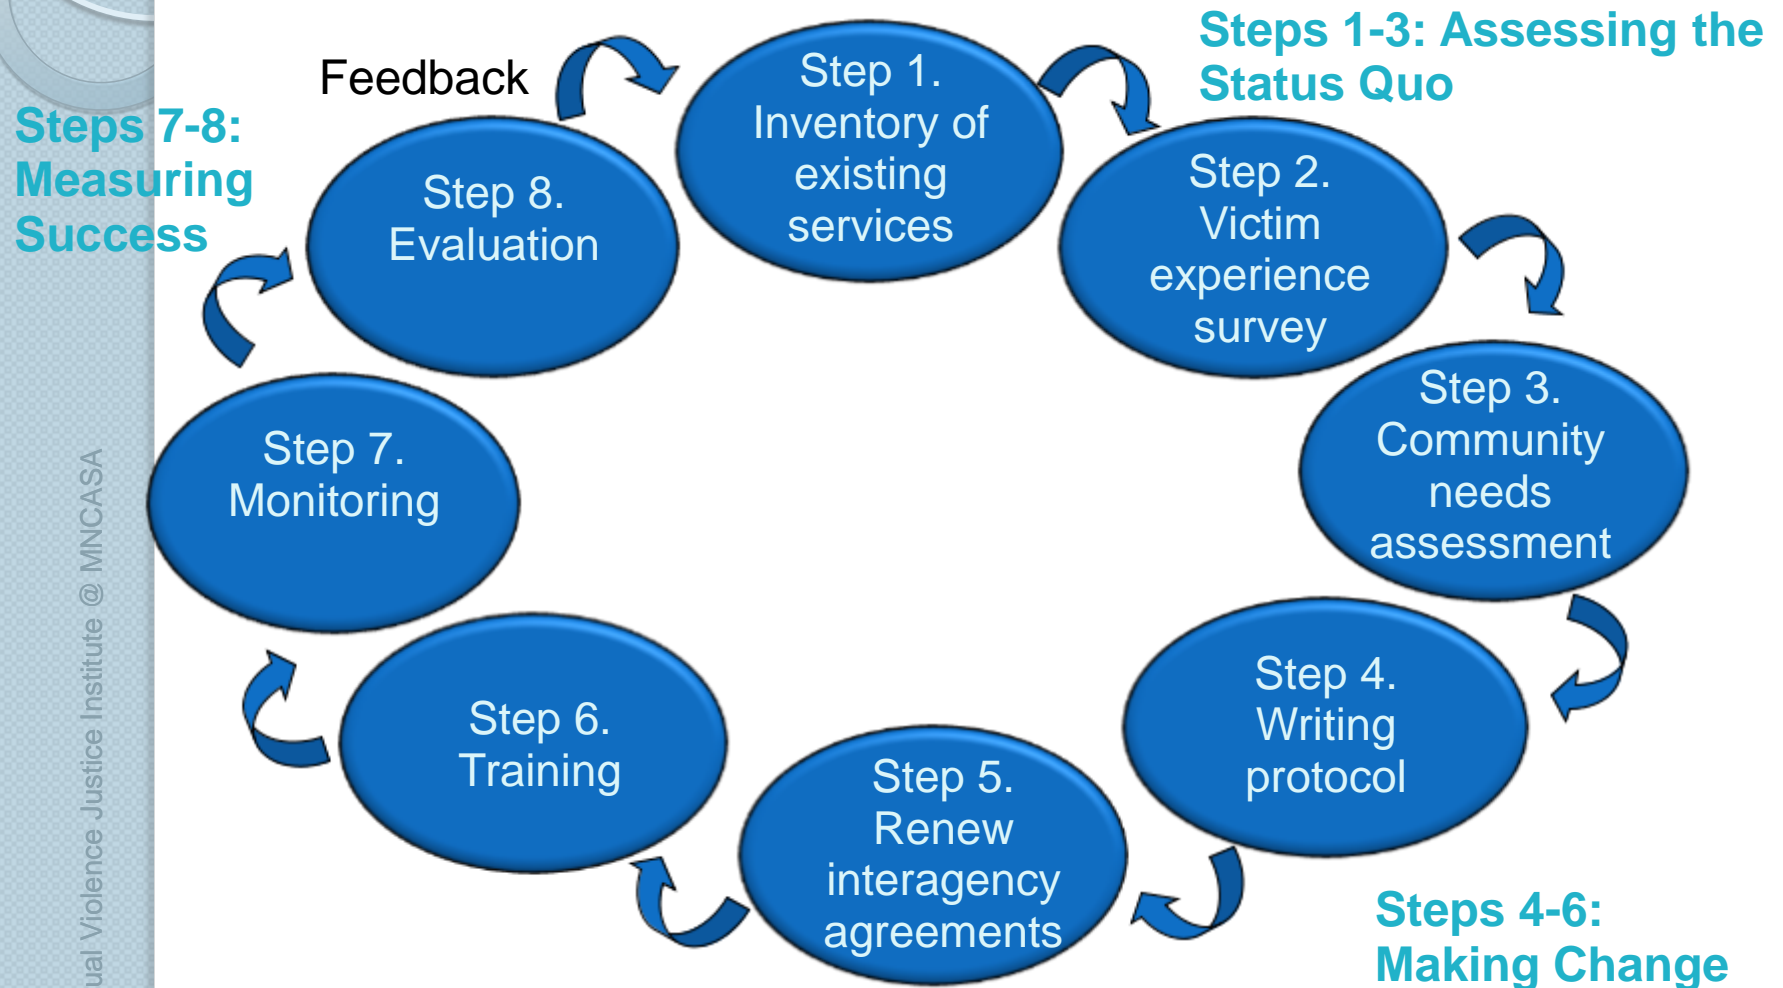 Feedback
Steps 1-3: Assessing the
Status Quo
Step 1.
Inventory of
existing
services
Step 2.
Victim
experience
survey
Step 3.
Community
needs
assessment
Step 4.
Writing
protocol
Steps 4-6:
Making Change
Step 5.
Renew
interagency
agreements
Step 6.
Training
Step 7.
Monitoring
Step 8.
Evaluation
Steps 7-8:
Measuring
Success
ual Violence Justice Institute @ MNCASA